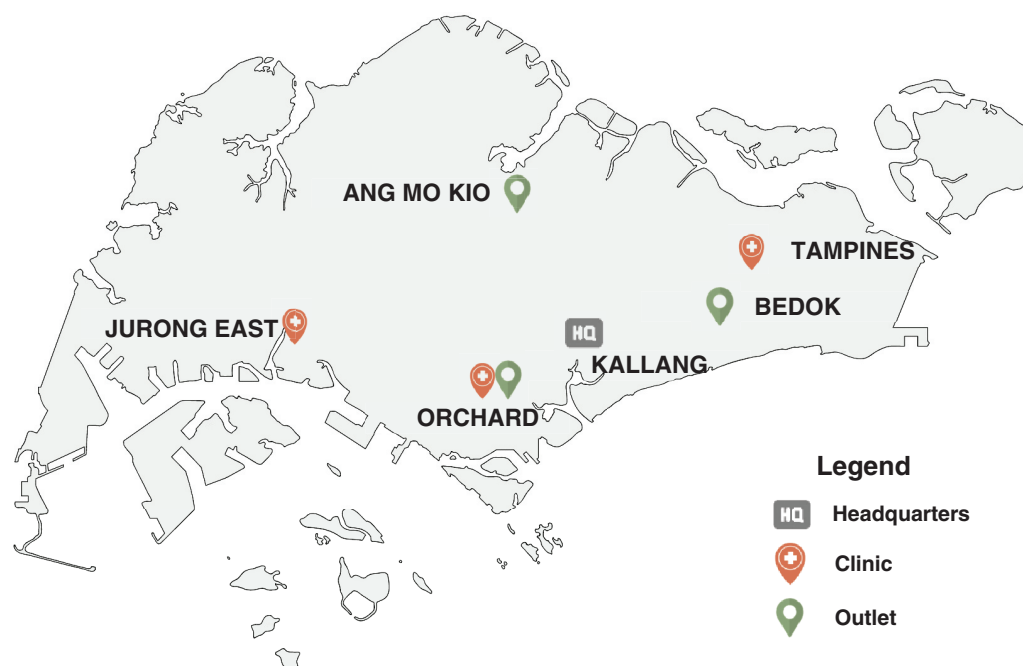 ANG MO KIO
TAMPINES
BEDOK
JURONG EAST
HQ
KALLANG
ORCHARD
Legend
HQ Headquarters
Clinic
Outlet